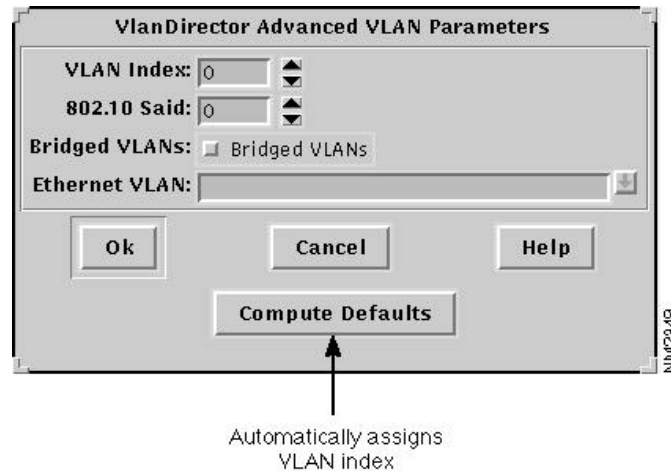 VlanDirector Advanced VLAN Parameters
VLAN Index: 0
802.10 Said: 0
Bridged VLANs: Bridged VLANs
Ethernet VLAN:
Ok Cancel Help
Compute Defaults
Automatically assigns
VLAN index